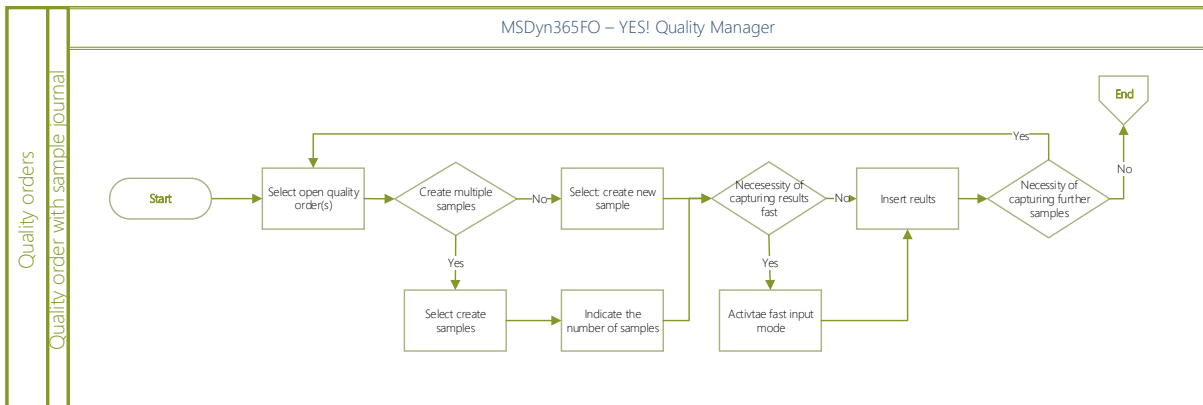 MSDyn365FO – YES! Quality Manager
Quality orders
Quality order with sample journal
End
Yes
Start
Select open quality
order(s)
Create multiple
samples
No
Select: create new
sample
Necesessity of
capturing results
fast
No
Insert reults
Necessity of
capturing further
samples
No
Yes
Yes
Select create
samples
Indicate the
number of samples
Activtae fast input
mode